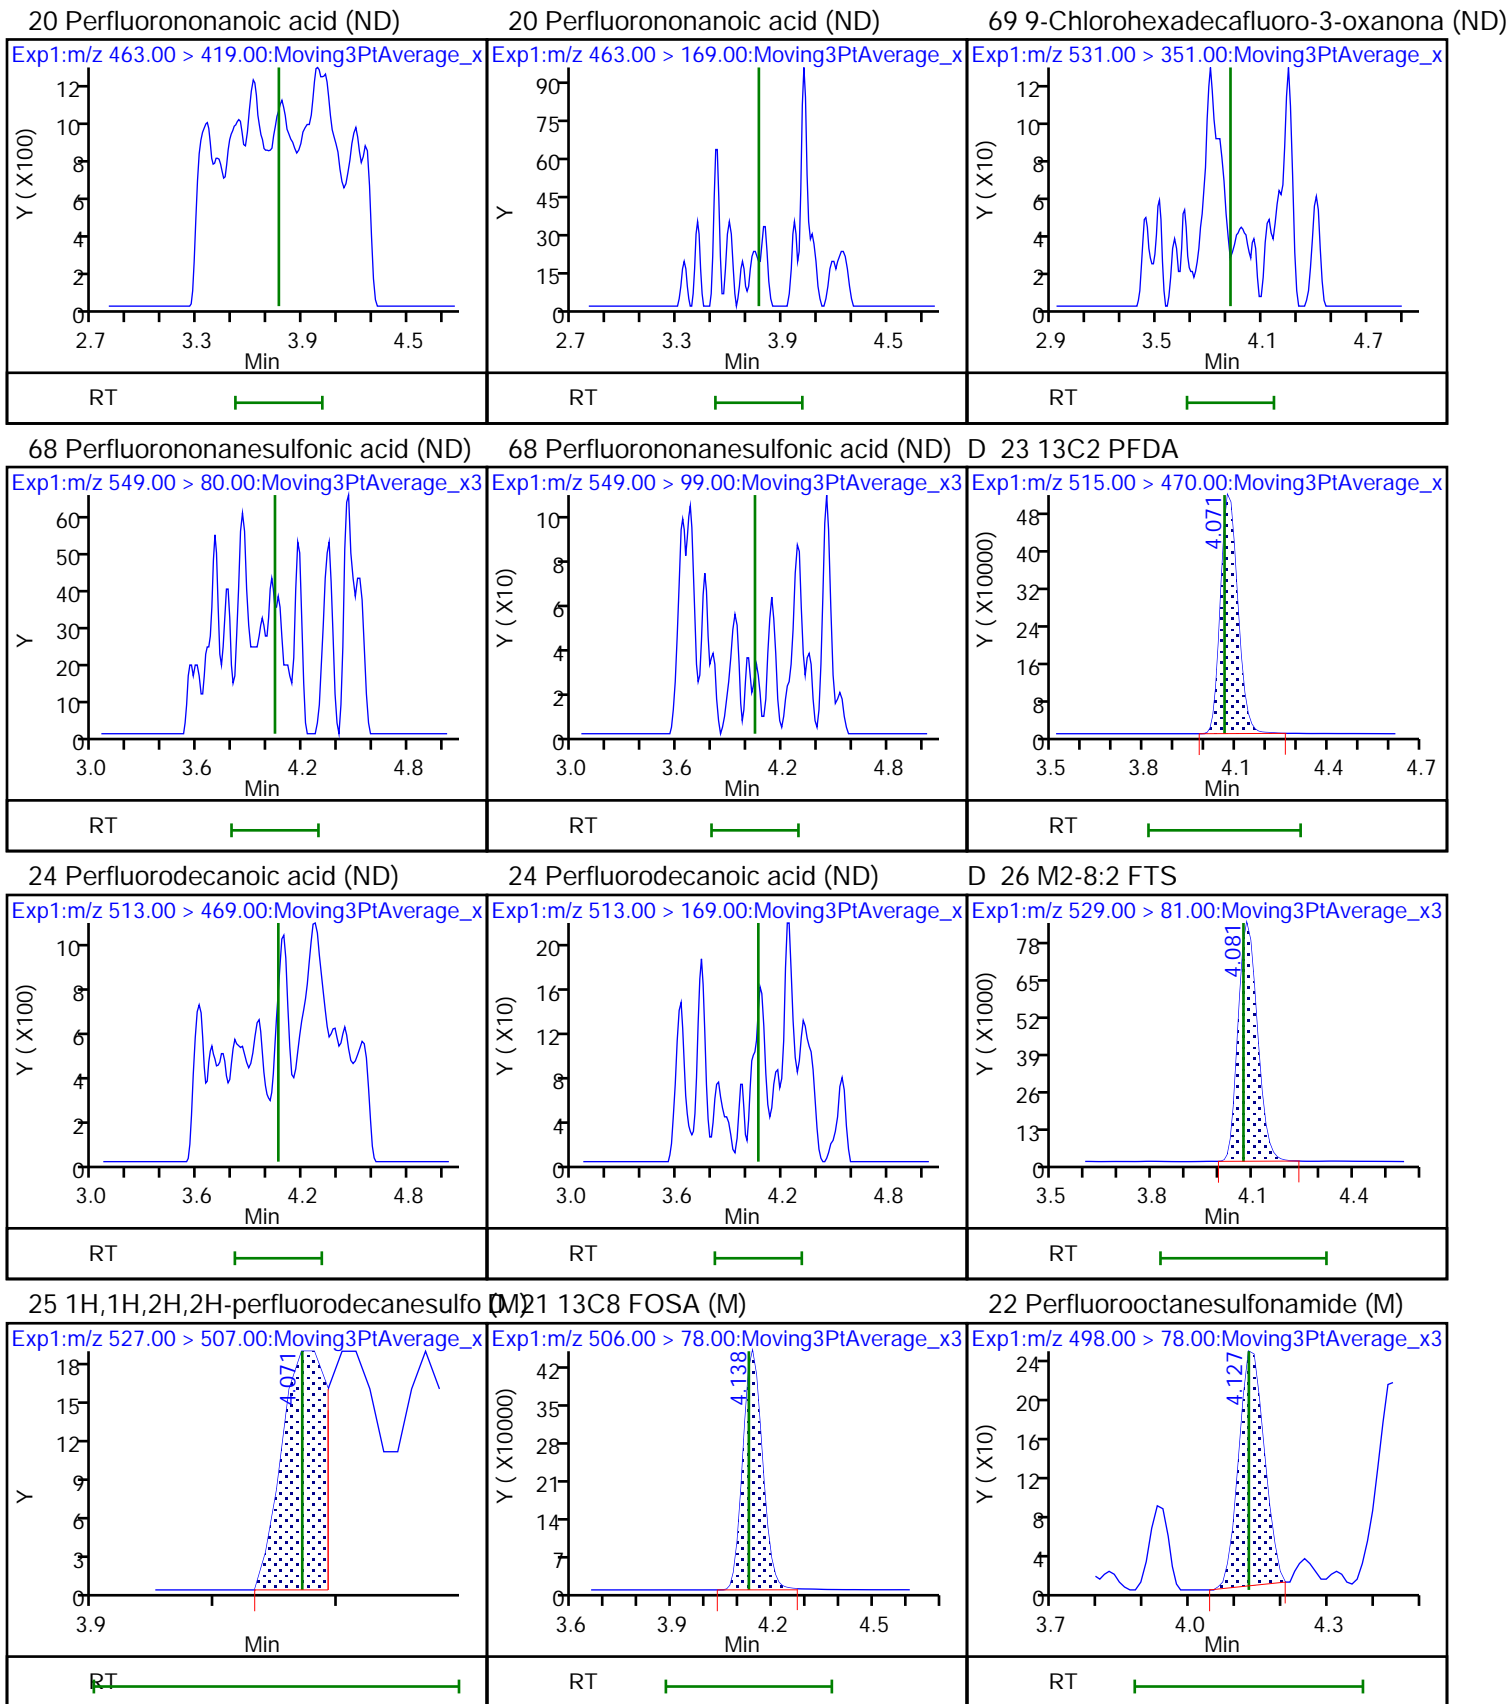 20 Perfluorononanoic acid (ND)
Exp1:m/z 463.00 > 419.00:Moving3PtAverage_x
Y ( X100)
12
10
8
6
4
2
0
2.7 3.3 3.9 4.5
Min
RT
20 Perfluorononanoic acid (ND)
Exp1:m/z 463.00 > 169.00:Moving3PtAverage_x
Y
90
75
60
45
30
15
0
2.7 3.3 3.9 4.5
Min
RT
69 9-Chlorohexadecafluoro-3-oxanona (ND)
Exp1:m/z 531.00 > 351.00:Moving3PtAverage_x
Y ( X10)
12
10
8
6
4
2
0
2.9 3.5 4.1 4.7
Min
RT
68 Perfluorononanesulfonic acid (ND)
Exp1:m/z 549.00 > 80.00:Moving3PtAverage_x3
Y
60
50
40
30
20
10
0
3.0 3.6 4.2 4.8
Min
RT
68 Perfluorononanesulfonic acid (ND)
Exp1:m/z 549.00 > 99.00:Moving3PtAverage_x3
Y ( X10)
10
8
6
4
2
0
3.0 3.6 4.2 4.8
Min
RT
D 23 13C2 PFDA
Exp1:m/z 515.00 > 470.00:Moving3PtAverage_x
4.071
Y ( X10000)
48
40
32
24
16
8
0
3.5 3.8 4.1 4.4 4.7
Min
RT
24 Perfluorodecanoic acid (ND)
Exp1:m/z 513.00 > 469.00:Moving3PtAverage_x
Y ( X100)
10
8
6
4
2
0
3.0 3.6 4.2 4.8
Min
RT
24 Perfluorodecanoic acid (ND)
Exp1:m/z 513.00 > 169.00:Moving3PtAverage_x
Y ( X10)
20
16
12
8
4
0
3.0 3.6 4.2 4.8
Min
RT
D 26 M2-8:2 FTS
Exp1:m/z 529.00 > 81.00:Moving3PtAverage_x3
4.081
Y ( X1000)
78
65
52
39
26
13
0
3.5 3.8 4.1 4.4
Min
RT
25 1H,1H,2H,2H-perfluorodecanesulfo (M)
Exp1:m/z 527.00 > 507.00:Moving3PtAverage_x
4.071
Y
18
15
12
9
6
3
0
3.9
Min
RT
D 21 13C8 FOSA (M)
Exp1:m/z 506.00 > 78.00:Moving3PtAverage_x3
4.138
Y ( X10000)
42
35
28
21
14
7
0
3.6 3.9 4.2 4.5
Min
RT
22 Perfluorooctanesulfonamide (M)
Exp1:m/z 498.00 > 78.00:Moving3PtAverage_x3
4.127
Y ( X10)
24
20
16
12
8
4
0
3.7 4.0 4.3
Min
RT